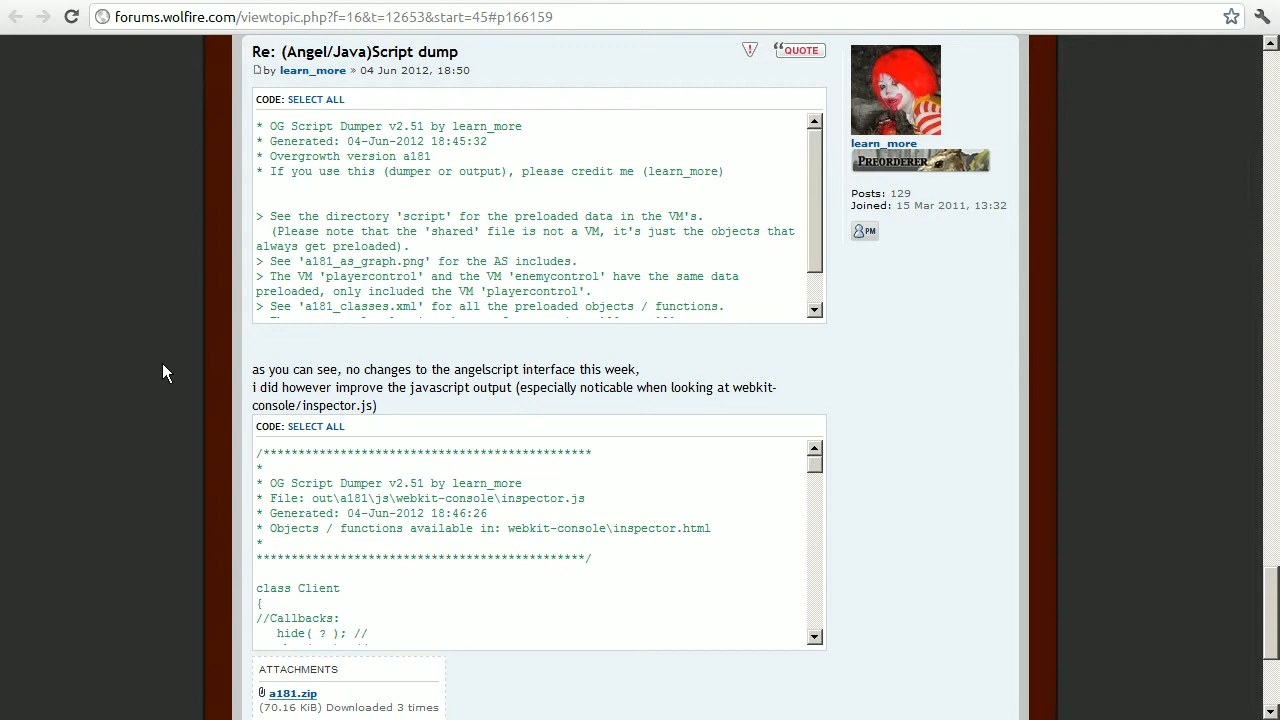 forums.wolfire.com/viewtopic.php?f=16&t=12653&start=45#p166159
Re: (Angel/Java)Script dump
QUOTE
by learn_more » 04 Jun 2012, 18:50
CODE: SELECT ALL
* OG Script Dumper v2.51 by learn_more
* Generated: 04-Jun-2012 18:45:32
* Overgrowth version a181
* If you use this (dumper or output), please credit me (learn_more)
> See the directory 'script' for the preloaded data in the VM's.
(Please note that the 'shared' file is not a VM, it's just the objects that
always get preloaded).
> See 'a181_as_graph.png' for the AS includes.
> The VM 'playercontrol' and the VM 'enemycontrol' have the same data
preloaded, only included the VM 'playercontrol'.
> See 'a181_classes.xml' for all the preloaded objects / functions.
learn_more
PREORDERER
Posts: 129
Joined: 15 Mar 2011, 13:32
PM
as you can see, no changes to the angelscript interface this week,
i did however improve the javascript output (especially noticable when looking at webkit-
console/inspector.js)
CODE: SELECT ALL
/***********************************************
*
* OG Script Dumper v2.51 by learn_more
* File: out\a181\js\webkit-console\inspector.js
* Generated: 04-Jun-2012 18:46:26
* Objects / functions available in: webkit-console\inspector.html
*
***********************************************/
class Client
{
//Callbacks:
hide( ? ); //
ATTACHMENTS
a181.zip
(70.16 KiB) Downloaded 3 times